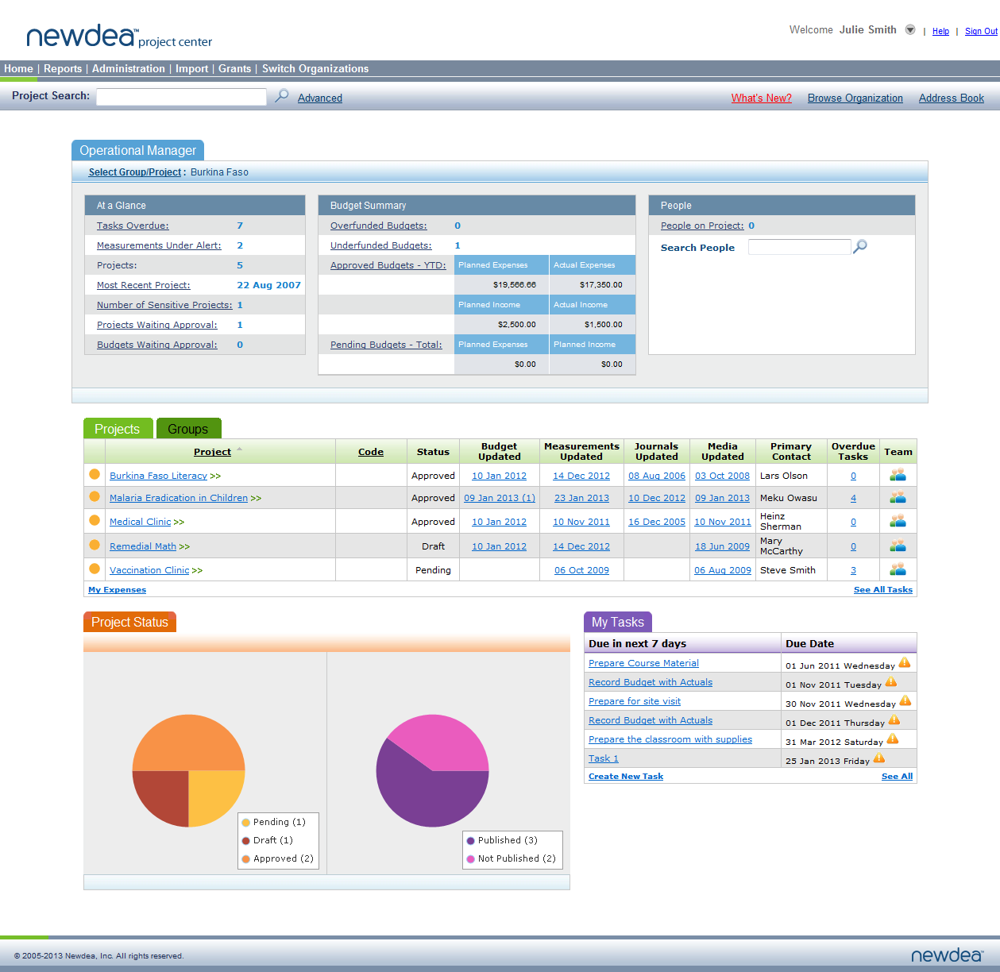 newdea™ project center
Welcome Julie Smith | Help | Sign Out
Home | Reports | Administration | Import | Grants | Switch Organizations
Project Search: Advanced What's New? Browse Organization Address Book
Operational Manager
Select Group/Project : Burkina Faso
At a Glance
Tasks Overdue: 7
Measurements Under Alert: 2
Projects: 5
Most Recent Project: 22 Aug 2007
Number of Sensitive Projects: 1
Projects Waiting Approval: 1
Budgets Waiting Approval: 0
Budget Summary
Overfunded Budgets: 0
Underfunded Budgets: 1
Approved Budgets - YTD: Planned Expenses Actual Expenses
$19,566.66 $17,350.00
Planned Income Actual Income
$2,500.00 $1,500.00
Pending Budgets - Total: Planned Expenses Planned Income
$0.00 $0.00
People
People on Project: 0
Search People
Projects Groups
Project Code Status Budget Updated Measurements Updated Journals Updated Media Updated Primary Contact Overdue Tasks Team
Burkina Faso Literacy >> Approved 10 Jan 2012 14 Dec 2012 08 Aug 2006 03 Oct 2008 Lars Olson 0
Malaria Eradication in Children >> Approved 09 Jan 2013 (1) 23 Jan 2013 10 Dec 2012 09 Jan 2013 Meku Owasu 4
Medical Clinic >> Approved 10 Jan 2012 10 Nov 2011 16 Dec 2005 10 Nov 2011 Heinz Sherman 0
Remedial Math >> Draft 10 Jan 2012 14 Dec 2012 18 Jun 2009 Mary McCarthy 0
Vaccination Clinic >> Pending 06 Oct 2009 06 Aug 2009 Steve Smith 3
My Expenses See All Tasks
Project Status
Pending (1)
Draft (1)
Approved (2)
Published (3)
Not Published (2)
My Tasks
Due in next 7 days Due Date
Prepare Course Material 01 Jun 2011 Wednesday
Record Budget with Actuals 01 Nov 2011 Tuesday
Prepare for site visit 30 Nov 2011 Wednesday
Record Budget with Actuals 01 Dec 2011 Thursday
Prepare the classroom with supplies 31 Mar 2012 Saturday
Task 1 25 Jan 2013 Friday
Create New Task See All
© 2005-2013 Newdea, Inc. All rights reserved. newdea™